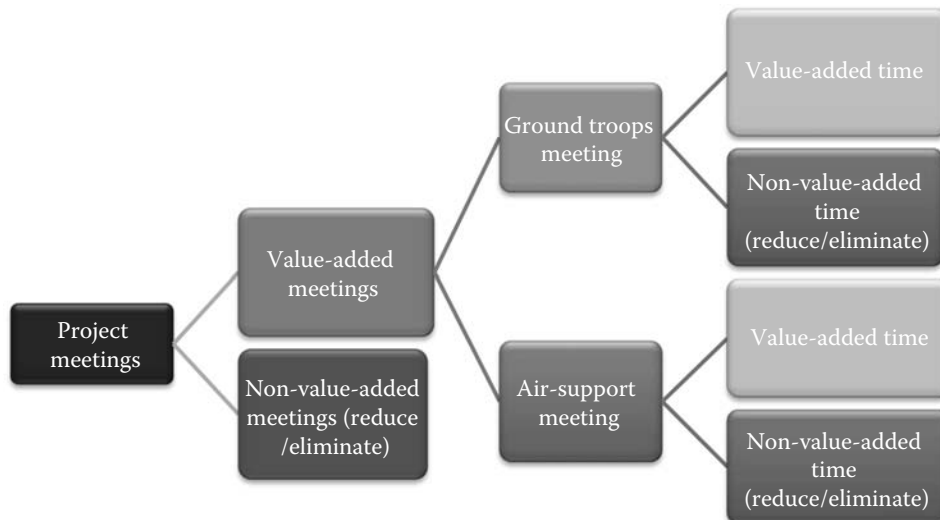 Project
meetings
Value-added
meetings
Non-value-added
meetings (reduce
/eliminate)
Ground troops
meeting
Air-support
meeting
Value-added time
Non-value-added
time
(reduce/eliminate)
Value-added time
Non-value-added
time
(reduce/eliminate)